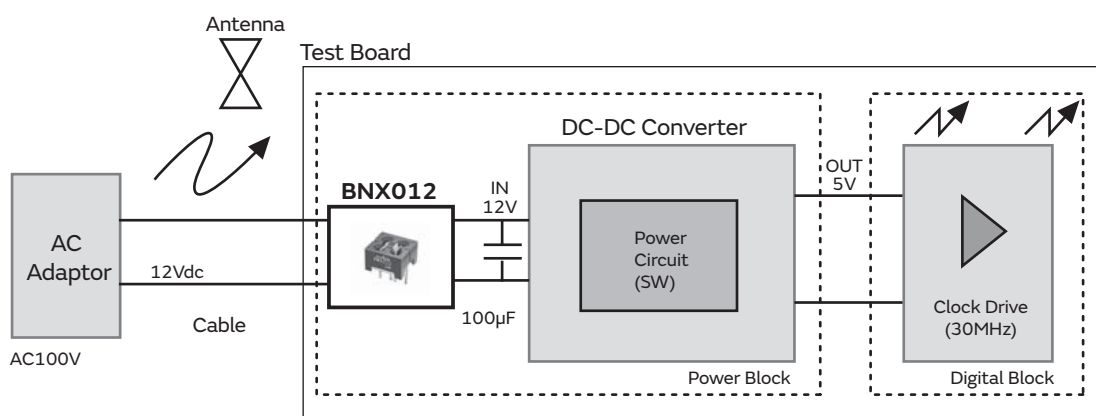 Antenna
Test Board
DC-DC Converter
BNX012
IN
12V
OUT
5V
AC
Adaptor
Power
Circuit
(SW)
12Vdc
Cable
100µF
Clock Drive
(30MHz)
AC100V
Power Block
Digital Block